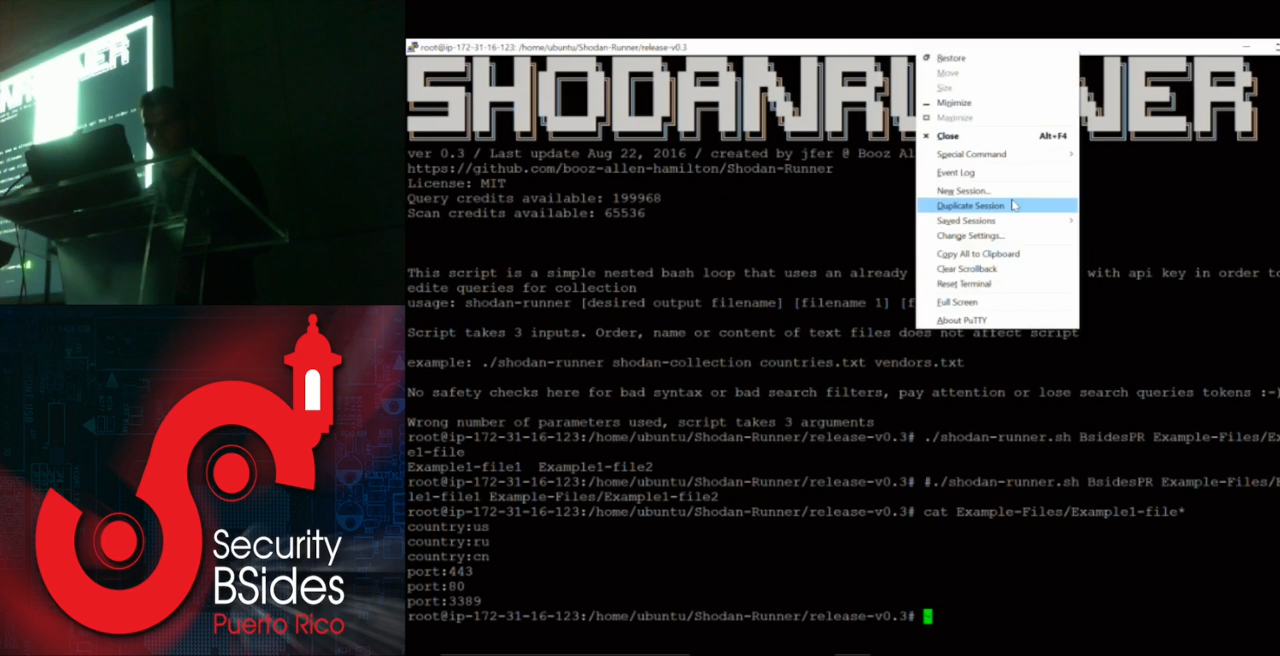 root@ip-172-31-16-123: /home/ubuntu/Shodan-Runner/release-v0.3
ver 0.3 / Last update Aug 22, 2016 / created by jfer @ Booz Al
https://github.com/booz-allen-hamilton/Shodan-Runner
License: MIT
Query credits available: 199968
Scan credits available: 65536
This script is a simple nested bash loop that uses an already with api key in order to
edite queries for collection
usage: shodan-runner [desired output filename] [filename 1] [f
Script takes 3 inputs. Order, name or content of text files does not affect script
example: ./shodan-runner shodan-collection countries.txt vendors.txt
No safety checks here for bad syntax or bad search filters, pay attention or lose search queries tokens :-)
Wrong number of parameters used, script takes 3 arguments
root@ip-172-31-16-123:/home/ubuntu/Shodan-Runner/release-v0.3# ./shodan-runner.sh BsidesPR Example-Files/Ex
e1-file
Example1-file1 Example1-file2
root@ip-172-31-16-123:/home/ubuntu/Shodan-Runner/release-v0.3# #./shodan-runner.sh BsidesPR Example-Files/E
le1-file1 Example-Files/Example1-file2
root@ip-172-31-16-123:/home/ubuntu/Shodan-Runner/release-v0.3# cat Example-Files/Example1-file*
country:us
country:ru
country:cn
port:443
port:80
port:3389
root@ip-172-31-16-123:/home/ubuntu/Shodan-Runner/release-v0.3#
Restore
Move
Size
Minimize
Maximize
Close Alt+F4
Special Command
Event Log
New Session...
Duplicate Session
Saved Sessions
Change Settings...
Copy All to Clipboard
Clear Scrollback
Reset Terminal
Full Screen
About PuTTY
Security
BSides
Puerto Rico